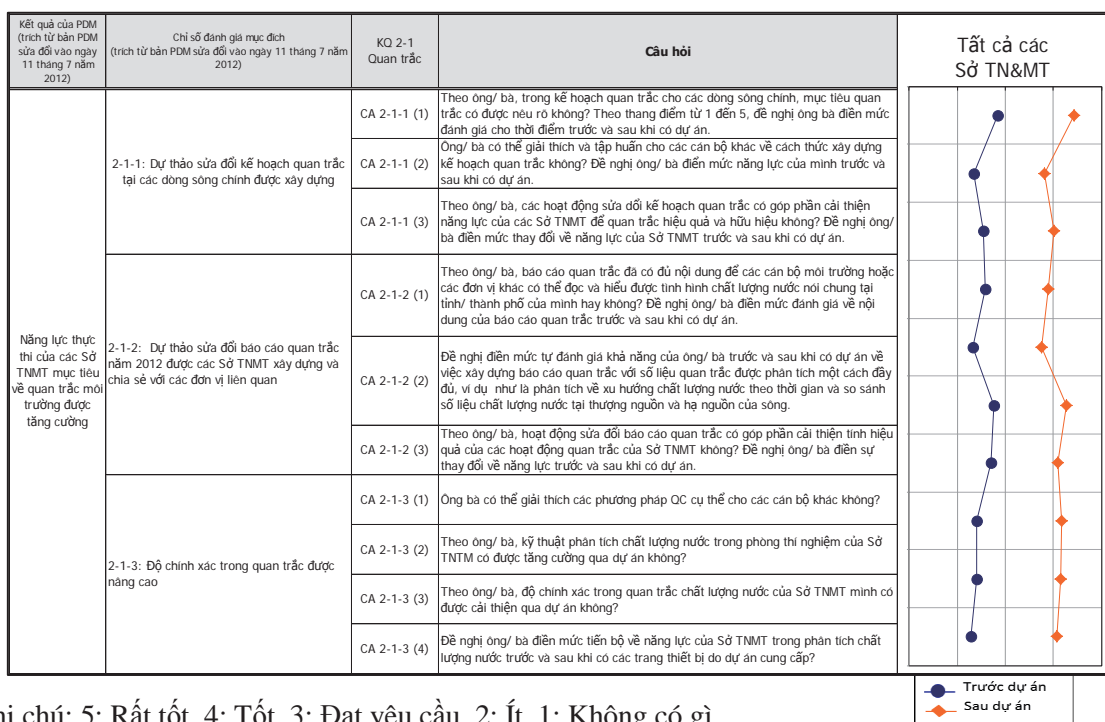 Kết quả của PDM
(trích từ bản PDM
sửa đổi vào ngày
11 tháng 7 năm
2012)
Chỉ số đánh giá mục đích
(trích từ bản PDM sửa đổi vào ngày 11 tháng 7 năm
2012)
KQ 2-1
Quan trắc
Câu hỏi
Tất cả các
Sở TN&MT
Năng lực thực
thi của các Sở
TNMT mục tiêu
về quan trắc môi
trường được
tăng cường
2-1-1: Dự thảo sửa đổi kế hoạch quan trắc
tại các dòng sông chính được xây dựng
CA 2-1-1 (1)
Theo ông/ bà, trong kế hoạch quan trắc cho các dòng sông chính, mục tiêu quan
trắc có được nêu rõ không? Theo thang điểm từ 1 đến 5, đề nghị ông bà điền mức
đánh giá cho thời điểm trước và sau khi có dự án.
CA 2-1-1 (2)
Ông/ bà có thể giải thích và tập huấn cho các cán bộ khác về cách thức xây dựng
kế hoạch quan trắc không? Đề nghị ông/ bà điển mức năng lực của mình trước và
sau khi có dự án.
CA 2-1-1 (3)
Theo ông/ bà, các hoạt động sửa dổi kế hoạch quan trắc có góp phần cải thiện
năng lực của các Sở TNMT để quan trắc hiệu quả và hữu hiệu không? Đề nghị ông/
bà điền mức thay đổi về năng lực của Sở TNMT trước và sau khi có dự án.
2-1-2: Dự thảo sửa đổi báo cáo quan trắc
năm 2012 được các Sở TNMT xây dựng và
chia sẻ với các đơn vị liên quan
CA 2-1-2 (1)
Theo ông/ bà, báo cáo quan trắc đã có đủ nội dung để các cán bộ môi trường hoặc
các đơn vị khác có thể đọc và hiểu được tình hình chất lượng nước nói chung tại
tỉnh/ thành phố của mình hay không? Đề nghị ông/ bà điền mức đánh giá về nội
dung của báo cáo quan trắc trước và sau khi có dự án.
CA 2-1-2 (2)
Đề nghị điền mức tự đánh giá khả năng của ông/ bà trước và sau khi có dự án về
việc xây dựng báo cáo quan trắc với số liệu quan trắc được phân tích một cách đầy
đủ, ví dụ như là phân tích về xu hướng chất lượng nước theo thời gian và so sánh
số liệu chất lượng nước tại thượng nguồn và hạ nguồn của sông.
CA 2-1-2 (3)
Theo ông/ bà, hoạt động sửa đổi báo cáo quan trắc có góp phần cải thiện tính hiệu
quả của các hoạt động quan trắc của Sở TNMT không? Đề nghị ông/ bà điền sự
thay đổi về năng lực trước và sau khi có dự án.
2-1-3: Độ chính xác trong quan trắc được
nâng cao
CA 2-1-3 (1)
Ông bà có thể giải thích các phương pháp QC cụ thể cho các cán bộ khác không?
CA 2-1-3 (2)
Theo ông/ bà, kỹ thuật phân tích chất lượng nước trong phòng thí nghiệm của Sở
TNTM có được tăng cường qua dự án không?
CA 2-1-3 (3)
Theo ông/ bà, độ chính xác trong quan trắc chất lượng nước của Sở TNMT mình có
được cải thiện qua dự án không?
CA 2-1-3 (4)
Đề nghị ông/ bà điền mức tiến bộ về năng lực của Sở TNMT trong phân tích chất
lượng nước trước và sau khi có các trang thiết bị do dự án cung cấp?
Trước dự án
Sau dự án
hi chú: 5: Rất tốt, 4: Tốt, 3: Đạt yêu cầu, 2: Ít, 1: Không có gì